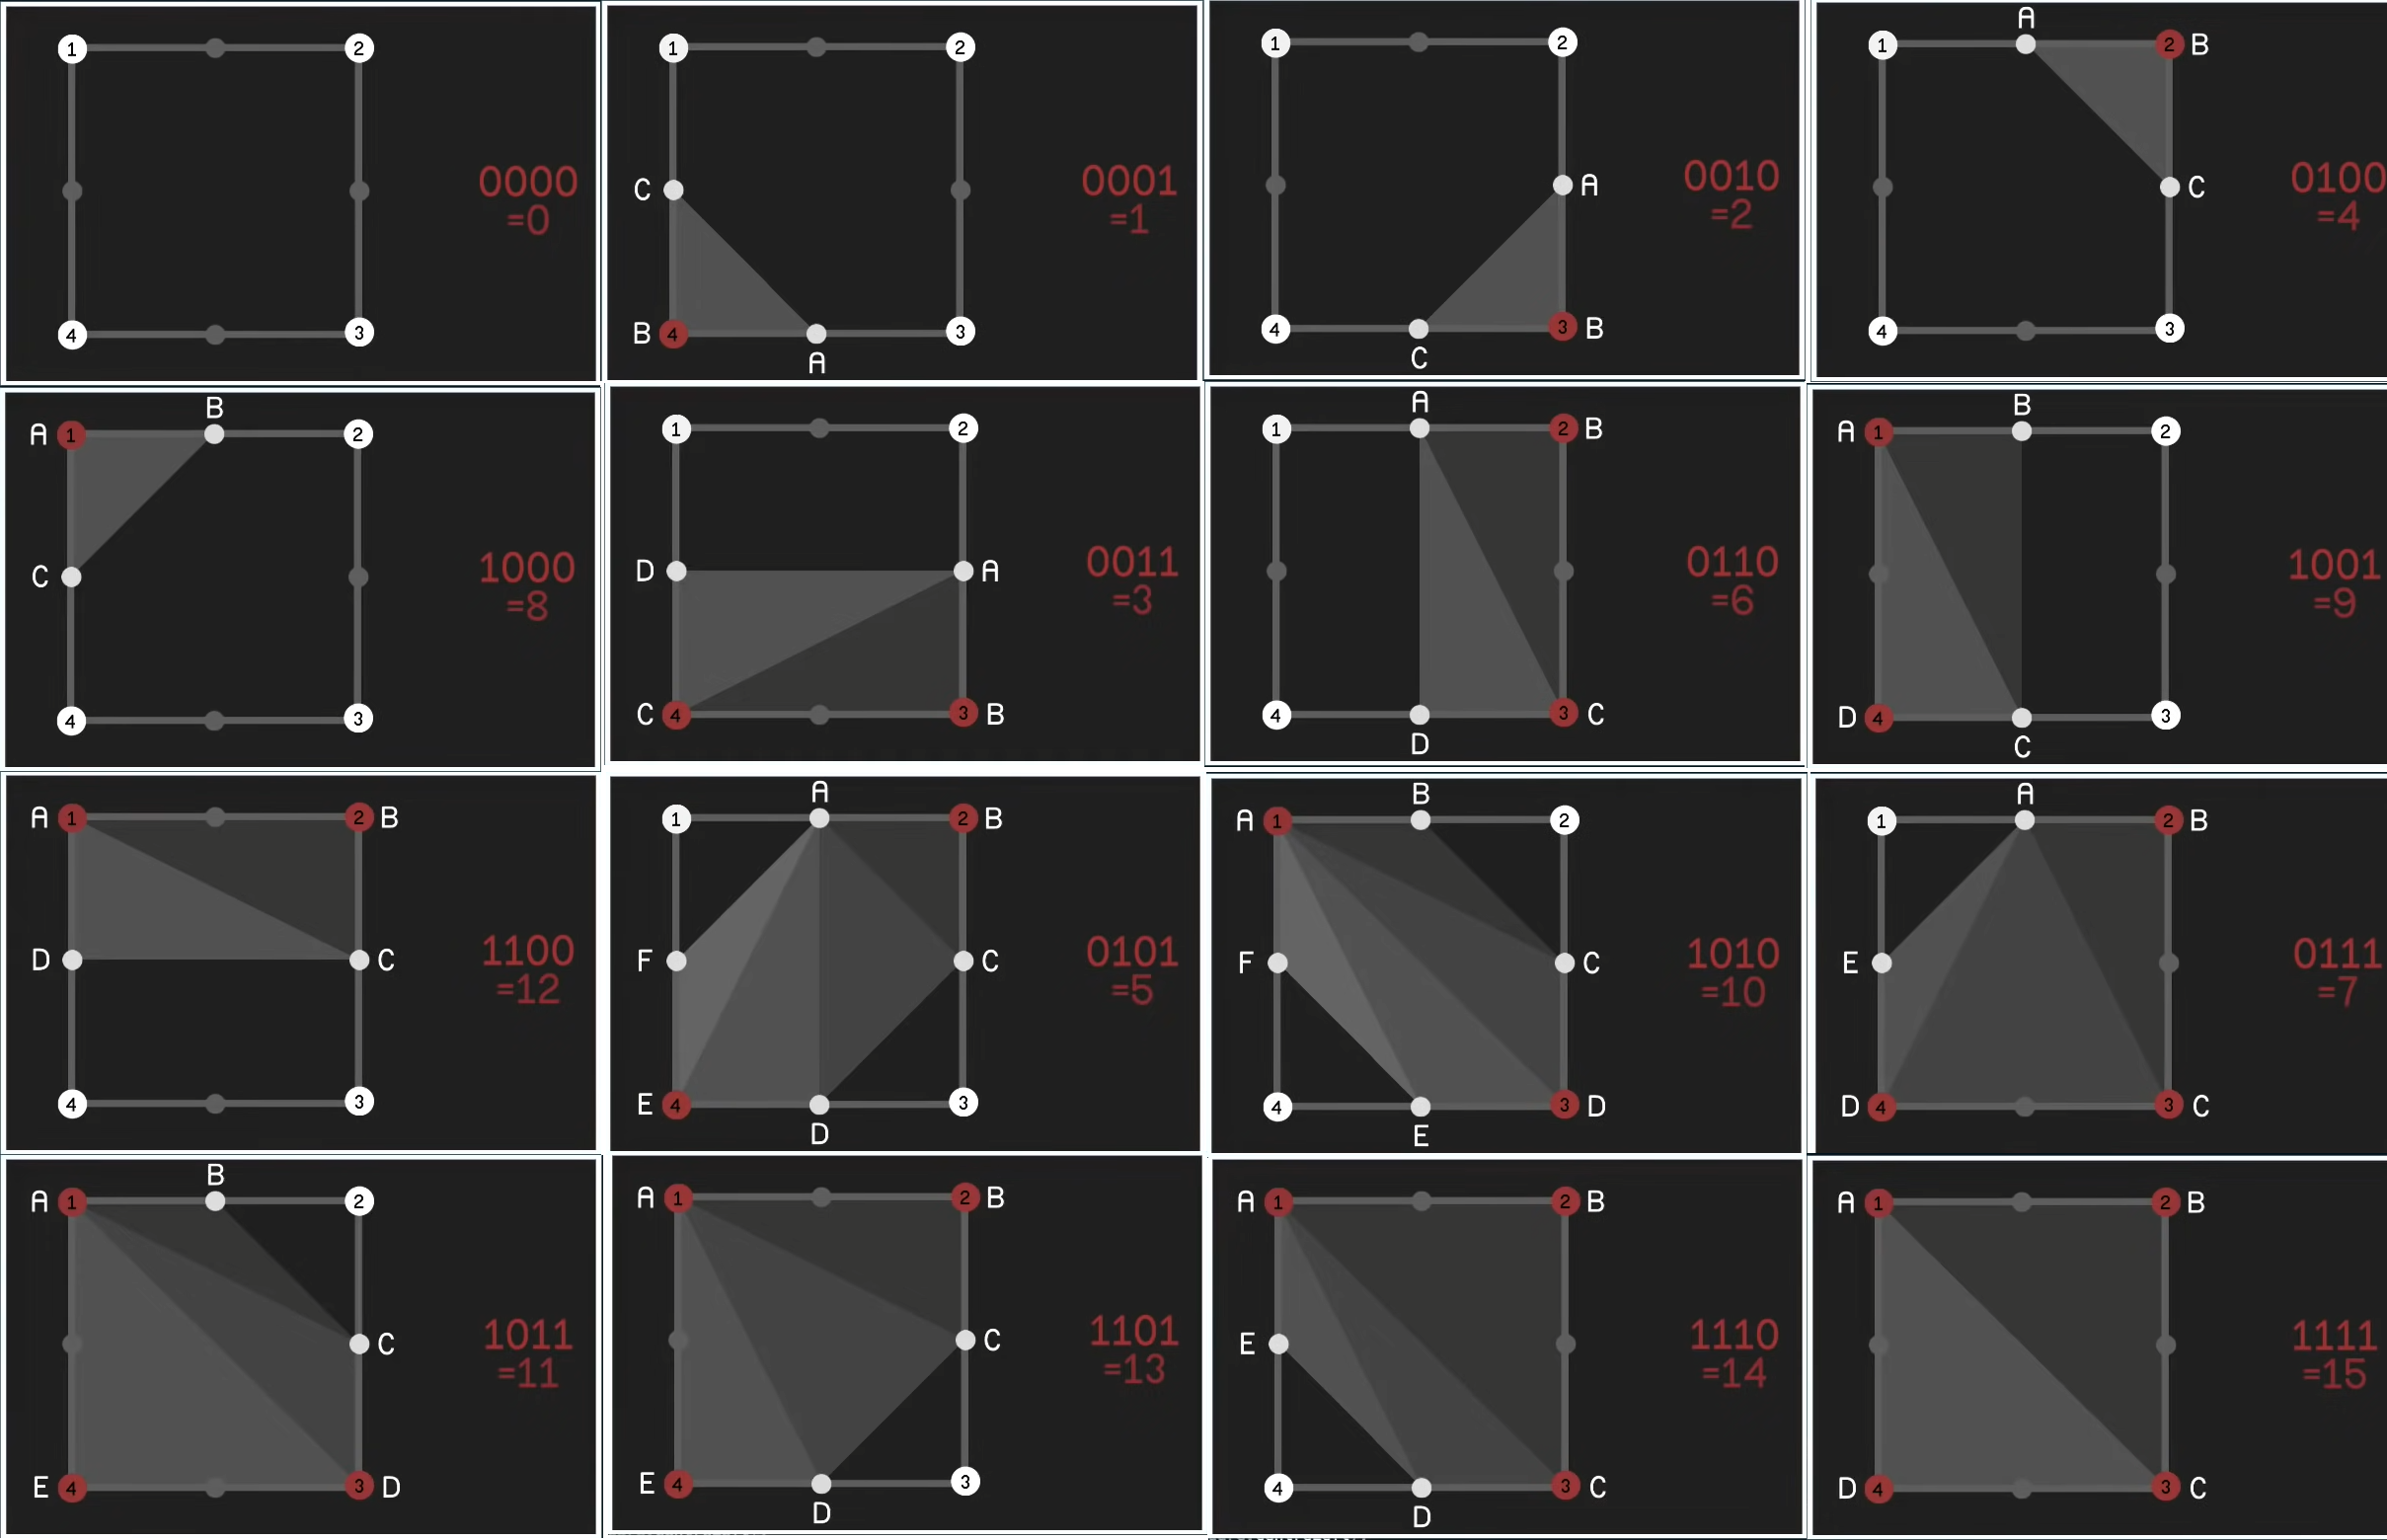 1 2
0000
=0
4 3
1 2
C
0001
=1
B 4 3
A
1 2
0010
=2
A
4 3 B
C
A
1 2 B
0100
=4
C
4 3
B
A 1 2
1000
=8
C
4 3
1 2
0011
=3
D A
C 4 3 B
A
1 2 B
0110
=6
4 3 C
D
B
A 1 2
1001
=9
D 4 3
C
A 1 2 B
1100
=12
D C
4 3
A
1 2 B
0101
=5
F C
E 4 3
D
B
A 1 2
1010
=10
F C
4 3 D
E
A
1 2 B
0111
=7
E
D 4 3 C
B
A 1 2
1011
=11
C
E 4 3 D
A 1 2 B
1101
=13
C
E 4 3
D
A 1 2 B
1110
=14
E
4 3 C
D
A 1 2 B
1111
=15
D 4 3 C